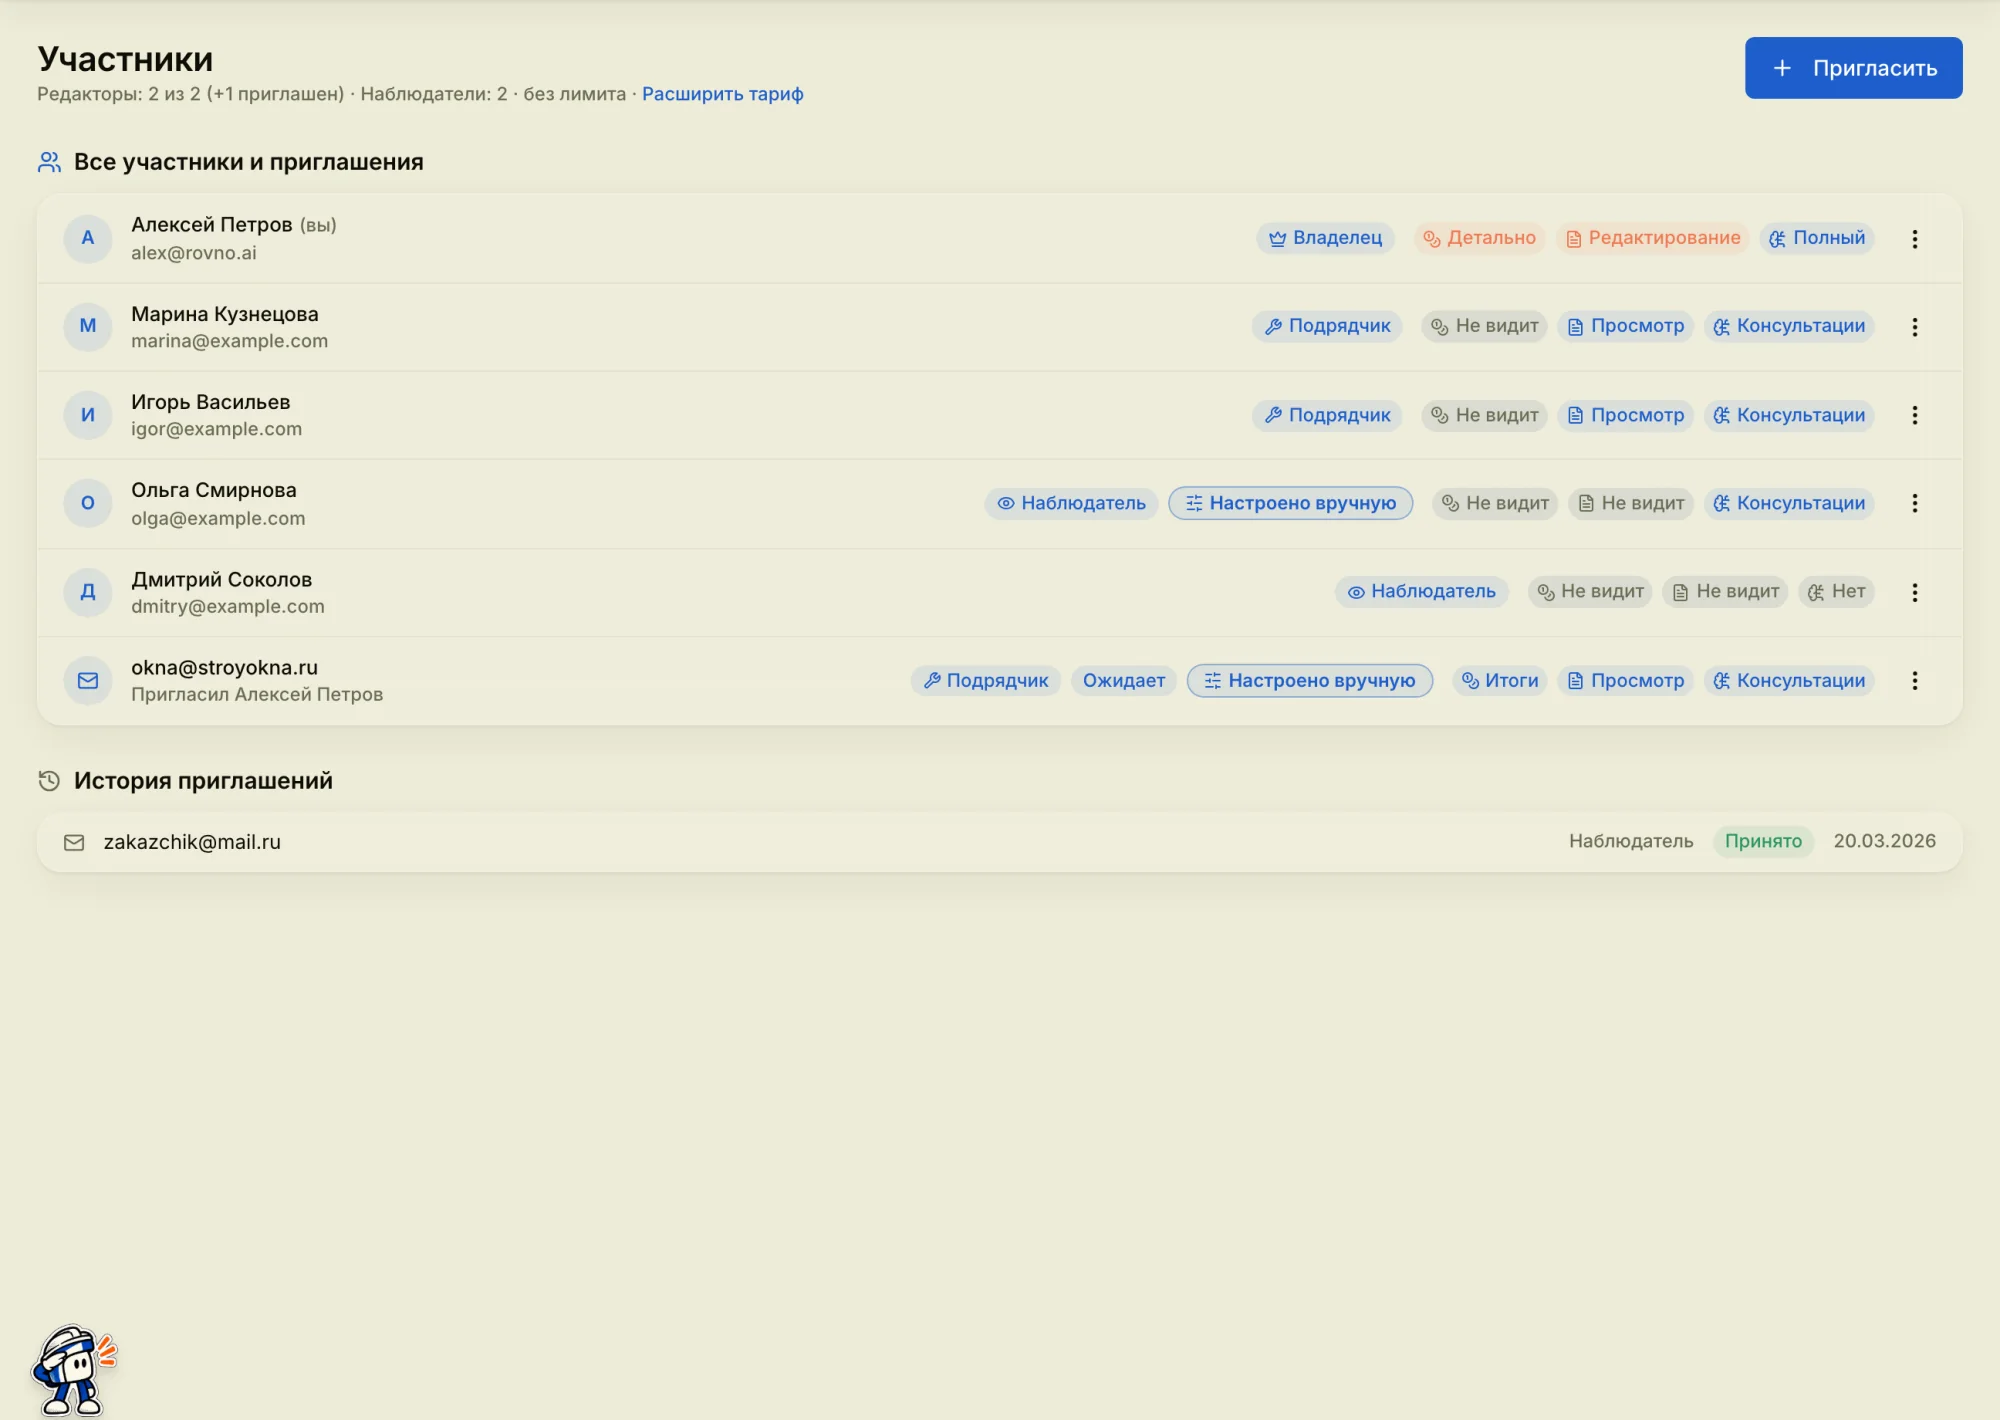 Участники
Редакторы: 2 из 2 (+1 приглашен) · Наблюдатели: 2 · без лимита · Расширить тариф
+ Пригласить
Все участники и приглашения
А Алексей Петров (вы) Владелец Детально Редактирование Полный
alex@rovno.ai
М Марина Кузнецова Подрядчик Не видит Просмотр Консультации
marina@example.com
И Игорь Васильев Подрядчик Не видит Просмотр Консультации
igor@example.com
О Ольга Смирнова Наблюдатель Настроено вручную Не видит Не видит Консультации
olga@example.com
Д Дмитрий Соколов Наблюдатель Не видит Не видит Нет
dmitry@example.com
okna@stroyokna.ru Подрядчик Ожидает Настроено вручную Итоги Просмотр Консультации
Пригласил Алексей Петров
История приглашений
zakazchik@mail.ru Наблюдатель Принято 20.03.2026